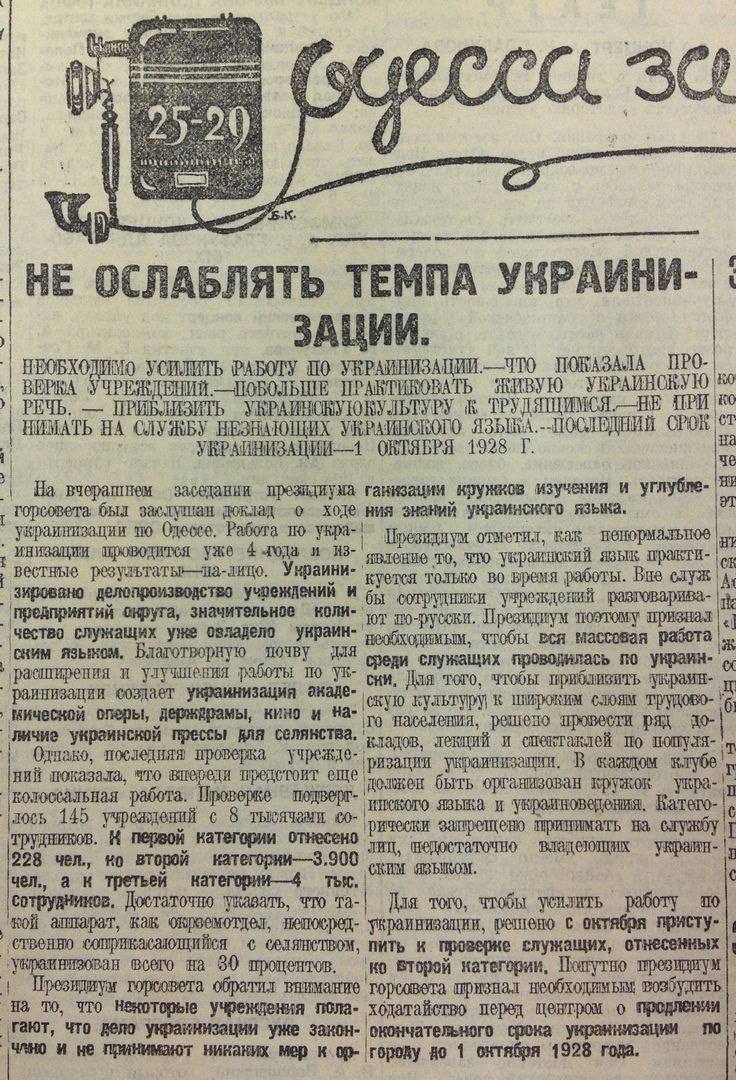 25-29
Одесса за
Б.К.
НЕ ОСЛАБЛЯТЬ ТЕМПА УКРАИНИ-
ЗАЦИИ.
НЕОБХОДИМО УСИЛИТЬ РАБОТУ ПО УКРАИНИЗАЦИИ.—ЧТО ПОКАЗАЛА ПРО-
ВЕРКА УЧРЕЖДЕНИЙ.—ПОБОЛЬШЕ ПРАКТИКОВАТЬ ЖИВУЮ УКРАИНСКУЮ
РЕЧЬ. — ПРИБЛИЗИТЬ УКРАИНСКУЮ КУЛЬТУРУ К ТРУДЯЩИМСЯ.—НЕ ПРИ
НИМАТЬ НА СЛУЖБУ НЕЗНАЮЩИХ УКРАИНСКОГО ЯЗЫКА.--ПОСЛЕДНИЙ СРОК
УКРАИНИЗАЦИИ—1 ОКТЯБРЯ 1928 Г.
На вчерашнем заседании президиума
горсовета был заслушан доклад о ходе
украинизации по Одессе. Работа по укра-
инизации проводится уже 4 года и из-
вестные результаты—на-лицо. Украини-
зировано делопроизводство учреждений и
предприятий округа, значительное коли-
чество служащих уже овладело украин-
ским языком. Благотворную почву для
расширения и улучшения работы по ук-
раинизации создает украинизация акаде-
мической оперы, держдрамы, кино и на-
личие украинской прессы для селянства.
Однако, последняя проверка учрежде-
ний показала, что впереди предстоит еще
колоссальная работа. Проверке подверг-
лось 145 учреждений с 8 тысячами со-
трудников. К первой категории отнесено
228 чел., ко второй категории—3.900
чел., а к третьей категории—4 тыс.
сотрудников. Достаточно указать, что та-
кой аппарат, как окрземотдел, непосред-
ственно соприкасающийся с селянством,
украинизован всего на 30 процентов.
Президиум горсовета обратил внимание
на то, что некоторые учреждения пола-
гают, что дело украинизации уже закон-
чено и не принимают никаких мер к ор-
ганизации кружков изучения и углубле-
ния знаний украинского языка.
Президиум отметил, как ненормальное
явление то, что украинский язык практи-
куется только во время работы. Вне служ
бы сотрудники учреждений разговарива-
ют по-русски. Президиум поэтому признал
необходимым, чтобы вся массовая работа
среди служащих проводилась по украин-
ски. Для того, чтобы приблизить украин-
скую культуру к широким слоям трудово-
го населения, решено провести ряд до-
кладов, лекций и спектаклей по популя-
ризации украинизации. В каждом клубе
должен быть организован кружок укра-
инского языка и украиноведения. Катего-
рически запрещено принимать на службу
лиц, недостаточно владеющих украин-
ским языком.
Для того, чтобы усилить работу по
украинизации, решено с октября присту-
пить к проверке служащих, отнесенных
ко второй категории. Попутно президиум
горсовета признал необходимым возбудить
ходатайство перед центром о продлении
окончательного срока украинизации по
городу до 1 октября 1928 года.